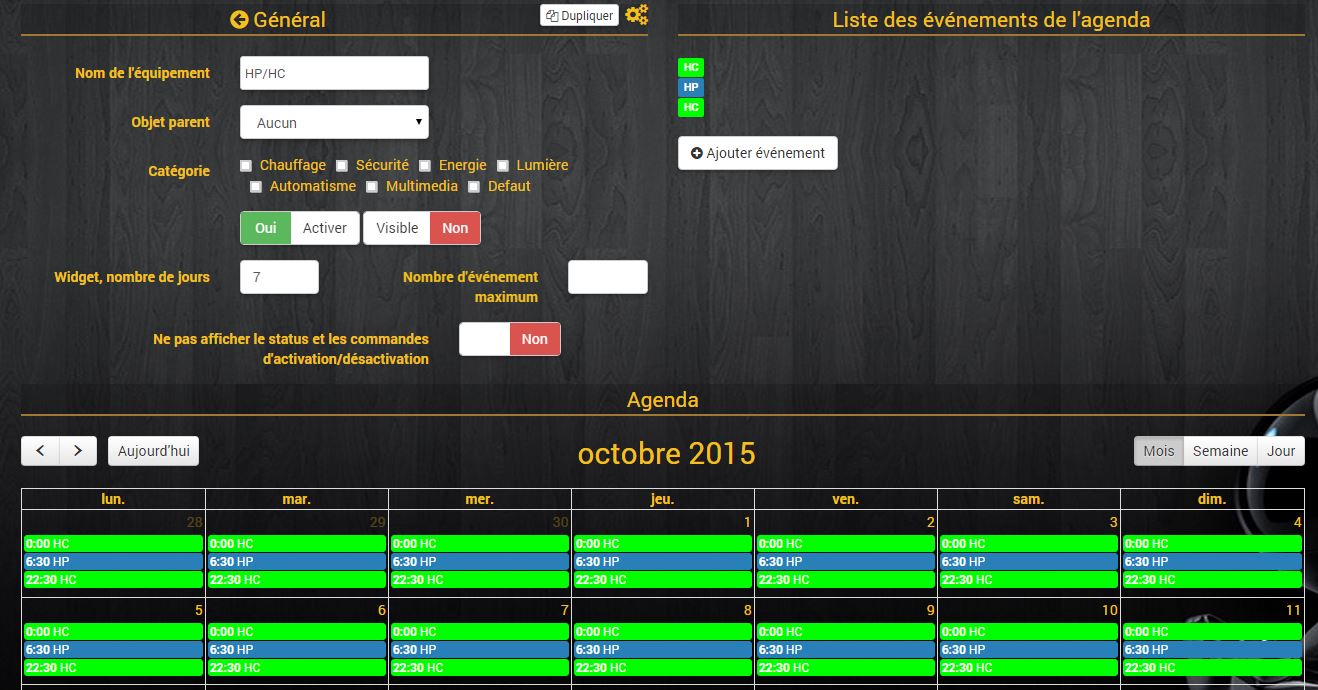 Général
Dupliquer
Nom de l'équipement
HP/HC
Objet parent
Aucun
Catégorie
Chauffage Sécurité Energie Lumière
Automatisme Multimedia Defaut
Oui Activer Visible Non
Widget, nombre de jours
7
Nombre d'événement
maximum
Ne pas afficher le status et les commandes
d'activation/désactivation
Non
Liste des événements de l'agenda
HC
HP
HC
Ajouter événement
Agenda
Aujourd'hui
octobre 2015
Mois Semaine Jour
lun. mar. mer. jeu. ven. sam. dim.
28 29 30 1 2 3 4
0:00 HC 0:00 HC 0:00 HC 0:00 HC 0:00 HC 0:00 HC 0:00 HC
6:30 HP 6:30 HP 6:30 HP 6:30 HP 6:30 HP 6:30 HP 6:30 HP
22:30 HC 22:30 HC 22:30 HC 22:30 HC 22:30 HC 22:30 HC 22:30 HC
5 6 7 8 9 10 11
0:00 HC 0:00 HC 0:00 HC 0:00 HC 0:00 HC 0:00 HC 0:00 HC
6:30 HP 6:30 HP 6:30 HP 6:30 HP 6:30 HP 6:30 HP 6:30 HP
22:30 HC 22:30 HC 22:30 HC 22:30 HC 22:30 HC 22:30 HC 22:30 HC